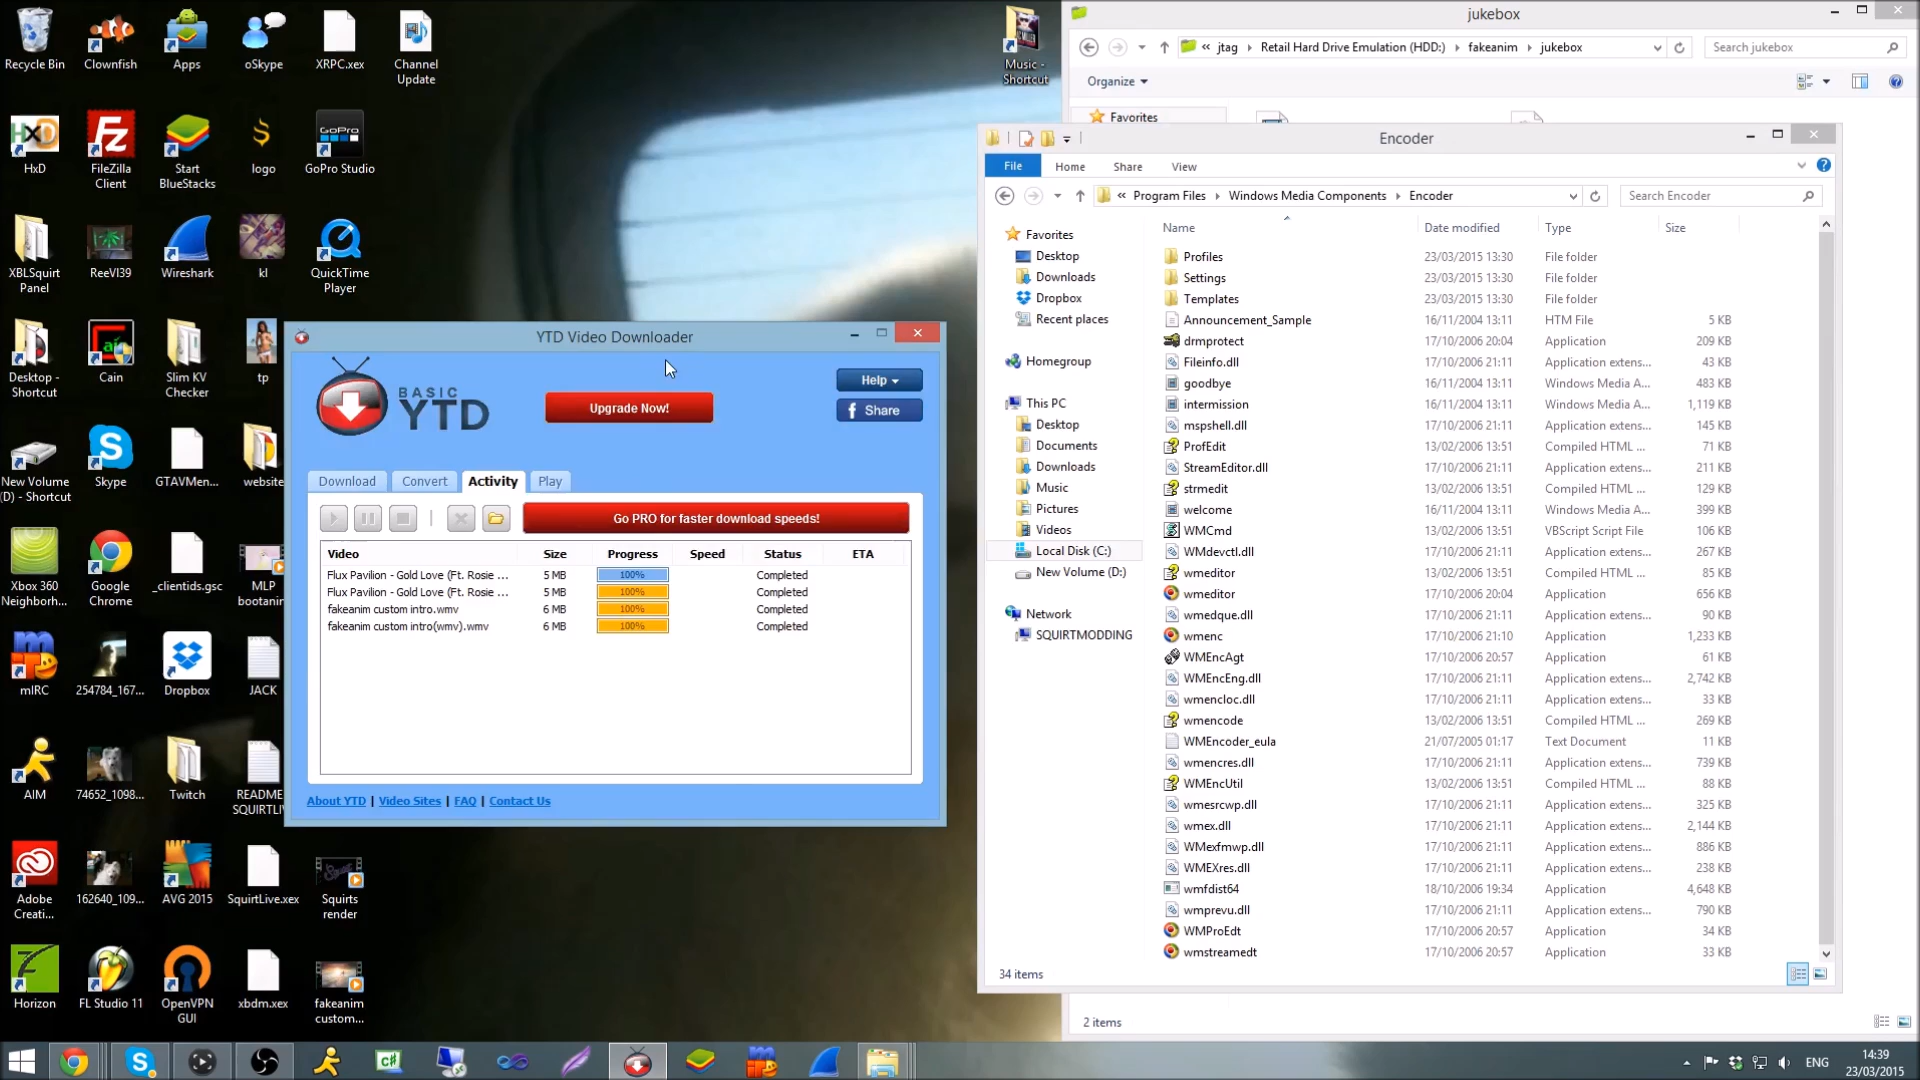 Recycle Bin
Clownfish
Apps
oSkype
XRPC.xex
Channel
Update
Music -
Shortcut
HxD
FileZilla
Client
Start
BlueStacks
logo
GoPro
GoPro Studio
XBLSquirt
Panel
ReeVI39
Wireshark
kl
QuickTime
Player
Desktop -
Shortcut
Cain
Slim KV
Checker
tp
New Volume
(D) - Shortcut
Skype
GTAVMen...
website
Xbox 360
Neighborh...
Google
Chrome
_clientids.gsc
MLP
bootanim
mIRC
254784_167...
Dropbox
JACK
AIM
74652_1098...
Twitch
README
SQUIRTLI
Adobe
Creati...
162640_109...
AVG 2015
SquirtLive.xex
Squirts
render
Horizon
FL Studio 11
OpenVPN
GUI
xbdm.xex
fakeanim
custom...
YTD Video Downloader
BASIC
YTD
Upgrade Now!
Help
Share
Download
Convert
Activity
Play
Go PRO for faster download speeds!
Video Size Progress Speed Status ETA
Flux Pavilion - Gold Love (Ft. Rosie ... 5 MB 100% Completed
Flux Pavilion - Gold Love (Ft. Rosie ... 5 MB 100% Completed
fakeanim custom intro.wmv 6 MB 100% Completed
fakeanim custom intro(wmv).wmv 6 MB 100% Completed
About YTD | Video Sites | FAQ | Contact Us
jukebox
« jtag Retail Hard Drive Emulation (HDD:) fakeanim jukebox
Search jukebox
Organize
Favorites
Encoder
File Home Share View
« Program Files Windows Media Components Encoder
Search Encoder
Favorites
Desktop
Downloads
Dropbox
Recent places
Homegroup
This PC
Desktop
Documents
Downloads
Music
Pictures
Videos
Local Disk (C:)
New Volume (D:)
Network
SQUIRTMODDING
Name Date modified Type Size
Profiles 23/03/2015 13:30 File folder
Settings 23/03/2015 13:30 File folder
Templates 23/03/2015 13:30 File folder
Announcement_Sample 16/11/2004 13:11 HTM File 5 KB
drmprotect 17/10/2006 20:04 Application 209 KB
Fileinfo.dll 17/10/2006 21:11 Application extens... 43 KB
goodbye 16/11/2004 13:11 Windows Media A... 483 KB
intermission 16/11/2004 13:11 Windows Media A... 1,119 KB
mspshell.dll 17/10/2006 21:11 Application extens... 145 KB
ProfEdit 13/02/2006 13:51 Compiled HTML ... 71 KB
StreamEditor.dll 17/10/2006 21:11 Application extens... 211 KB
strmedit 13/02/2006 13:51 Compiled HTML ... 129 KB
welcome 16/11/2004 13:11 Windows Media A... 399 KB
WMCmd 13/02/2006 13:51 VBScript Script File 106 KB
WMdevctl.dll 17/10/2006 21:11 Application extens... 267 KB
wmeditor 13/02/2006 13:51 Compiled HTML ... 85 KB
wmeditor 17/10/2006 20:04 Application 656 KB
wmedque.dll 17/10/2006 21:11 Application extens... 90 KB
wmenc 17/10/2006 21:10 Application 1,233 KB
WMEncAgt 17/10/2006 20:57 Application 61 KB
WMEncEng.dll 17/10/2006 21:11 Application extens... 2,742 KB
wmencloc.dll 17/10/2006 21:11 Application extens... 33 KB
wmencode 13/02/2006 13:51 Compiled HTML ... 269 KB
WMEncoder_eula 21/07/2005 01:17 Text Document 11 KB
wmencres.dll 17/10/2006 21:11 Application extens... 739 KB
WMEncUtil 13/02/2006 13:51 Compiled HTML ... 88 KB
wmesrcwp.dll 17/10/2006 21:11 Application extens... 325 KB
wmex.dll 17/10/2006 21:11 Application extens... 2,144 KB
WMexfmwp.dll 17/10/2006 21:11 Application extens... 886 KB
WMEXres.dll 17/10/2006 21:11 Application extens... 238 KB
wmfdist64 18/10/2006 19:34 Application 4,648 KB
wmprevu.dll 17/10/2006 21:11 Application extens... 790 KB
WMProEdt 17/10/2006 20:57 Application 34 KB
wmstreamedt 17/10/2006 20:57 Application 33 KB
34 items
2 items
ENG
14:39
23/03/2015